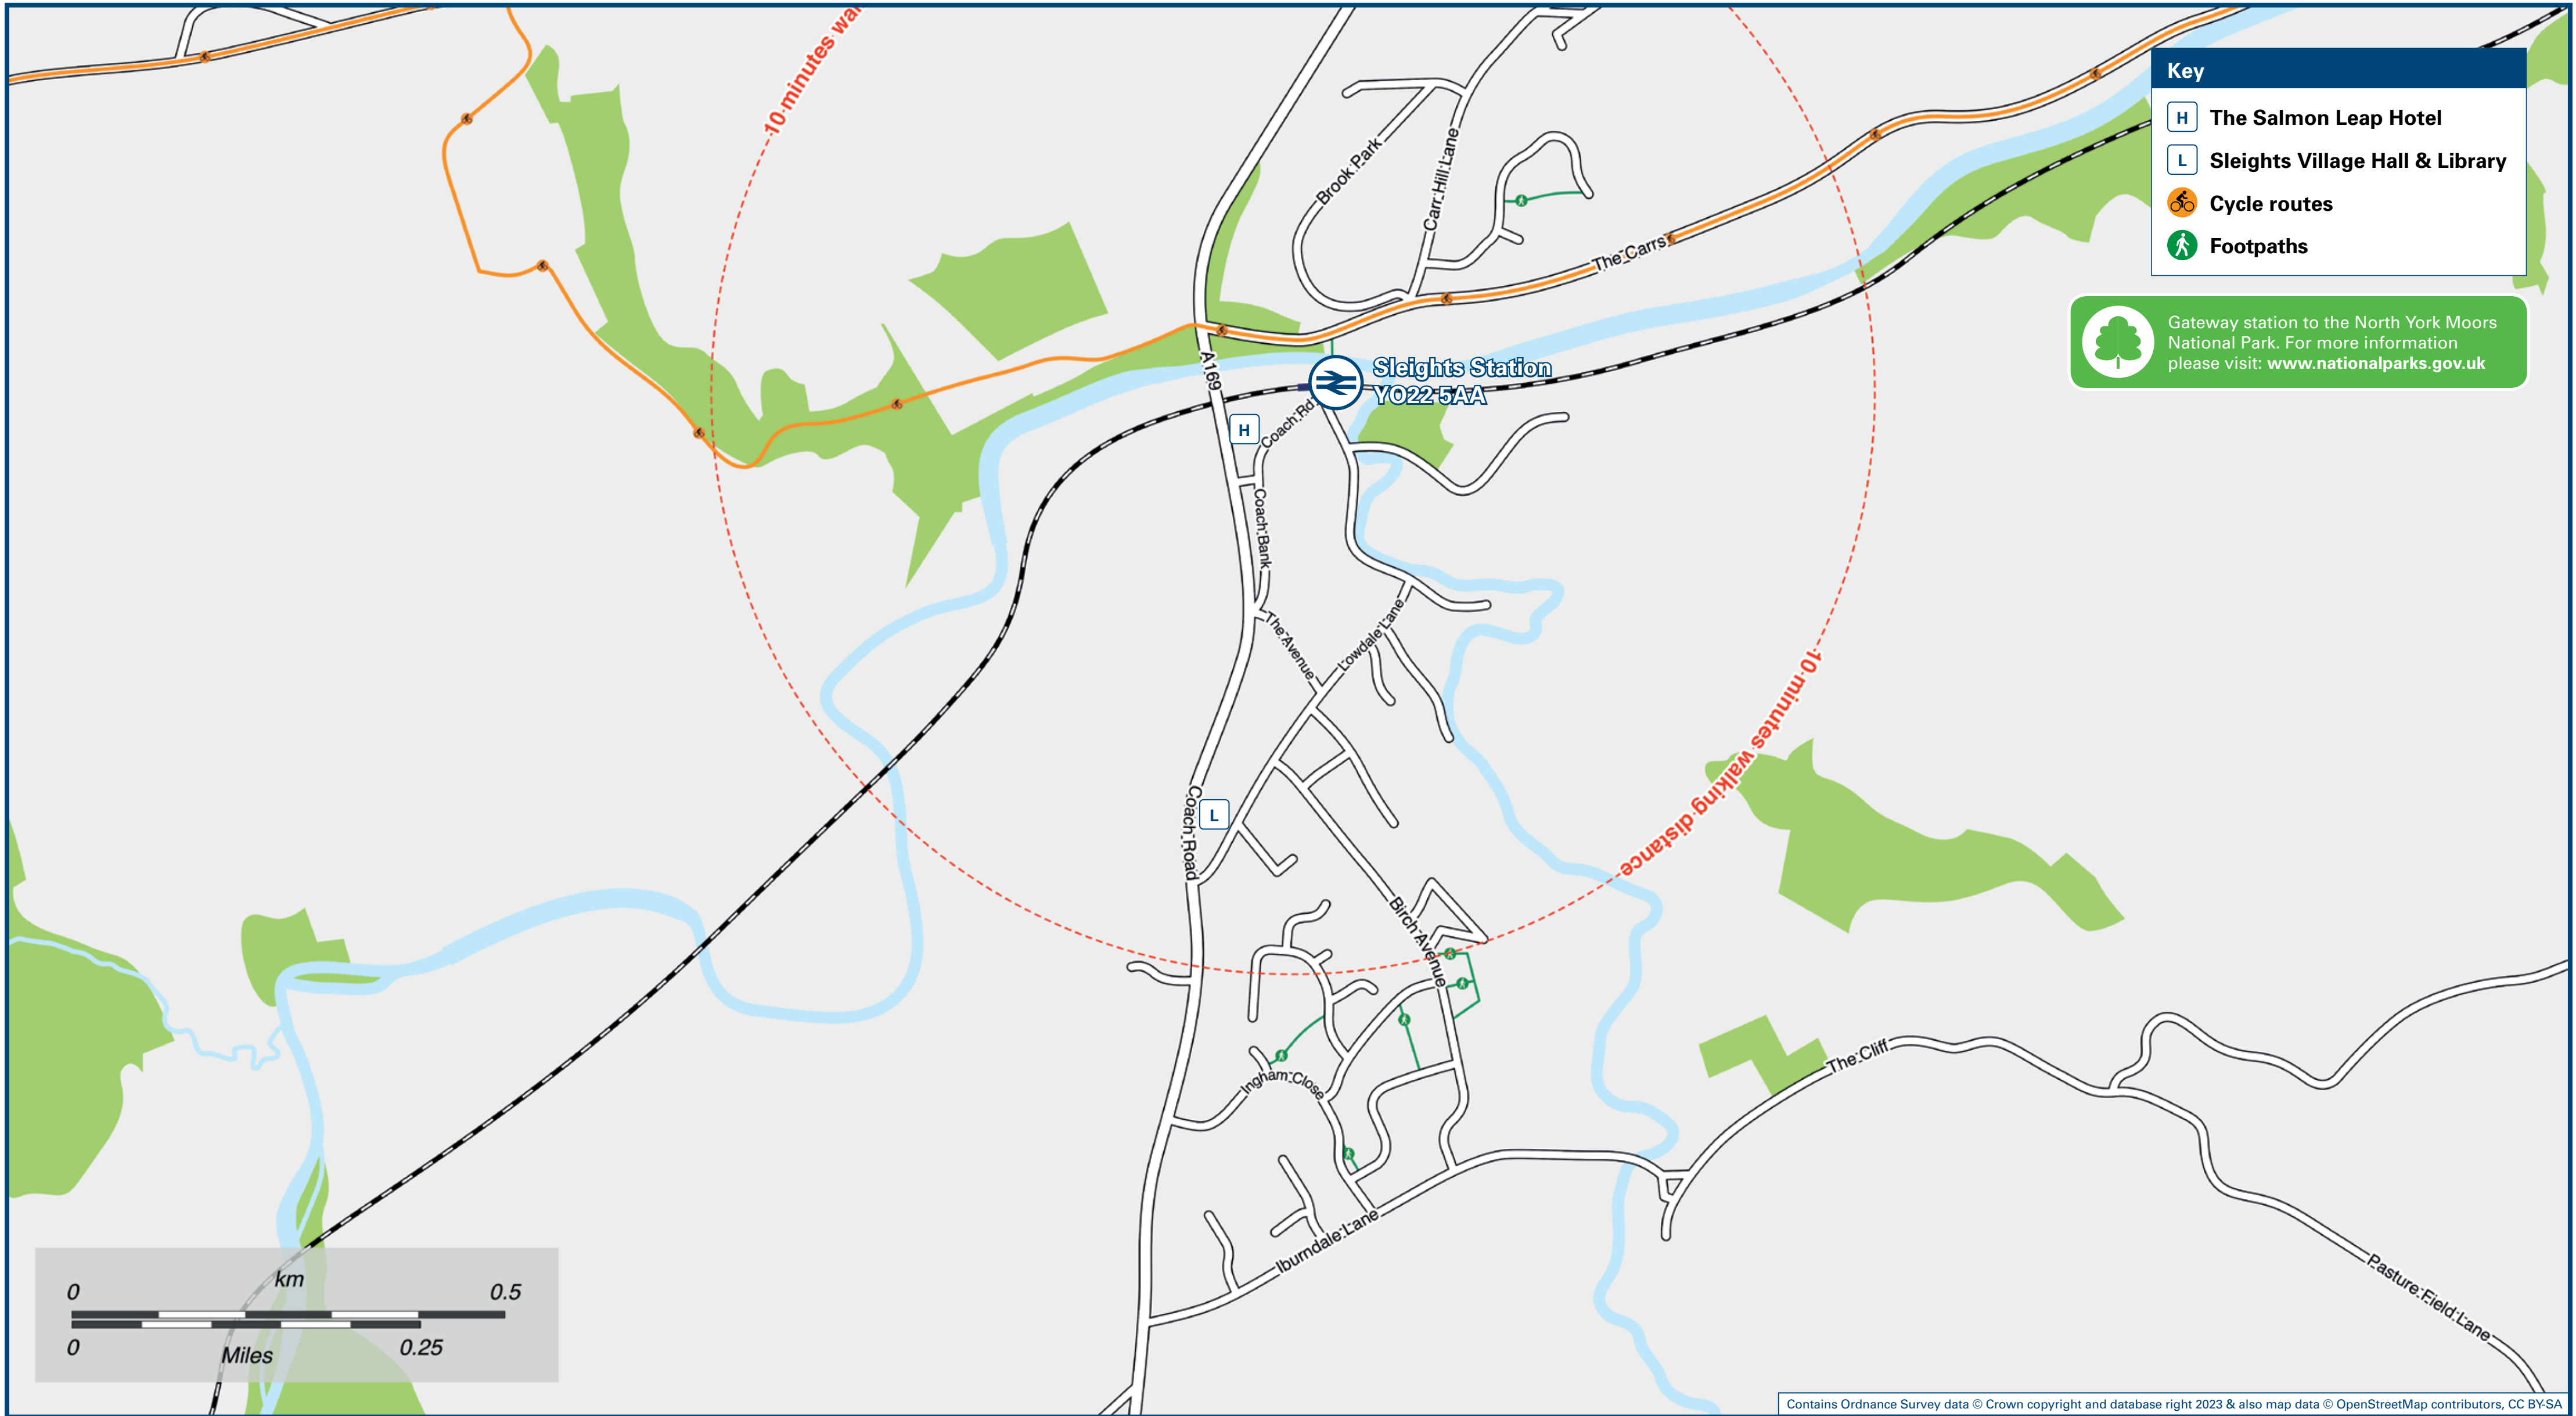 10 minutes wa
Key
H The Salmon Leap Hotel
L Sleights Village Hall & Library
Cycle routes
Footpaths
Gateway station to the North York Moors
National Park. For more information
please visit: www.nationalparks.gov.uk
Brook Park
Carr Hill Lane
The Carrs
A169
Sleights Station
YO22 5AA
H
Coach Rd
Coach Bank
The Avenue
Lowdale Lane
10 minutes walking distance
Coach Road
L
Birch Avenue
Ingham Close
The Cliff
Iburndale Lane
Pasture Field Lane
km
0 0.5
0 0.25
Miles
Contains Ordnance Survey data © Crown copyright and database right 2023 & also map data © OpenStreetMap contributors, CC BY-SA